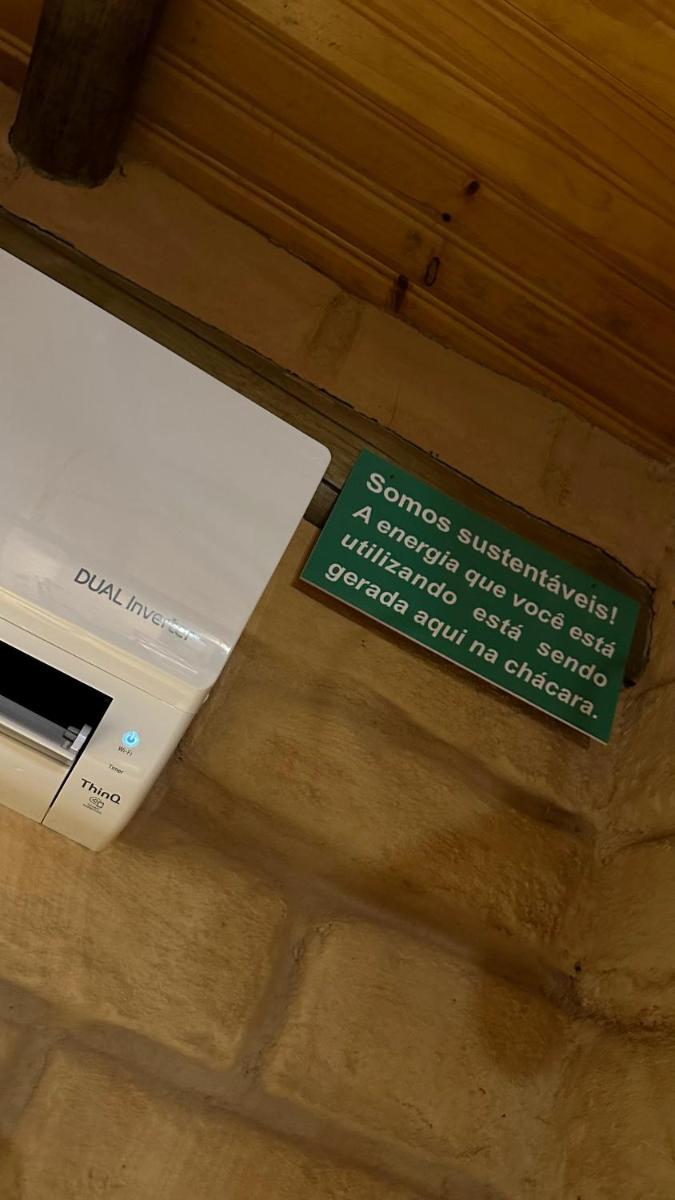 DUAL Inverter
Wi-Fi
Timer
ThinQ
Somos sustentáveis!
A energia que você está
utilizando está sendo
gerada aqui na chácara.